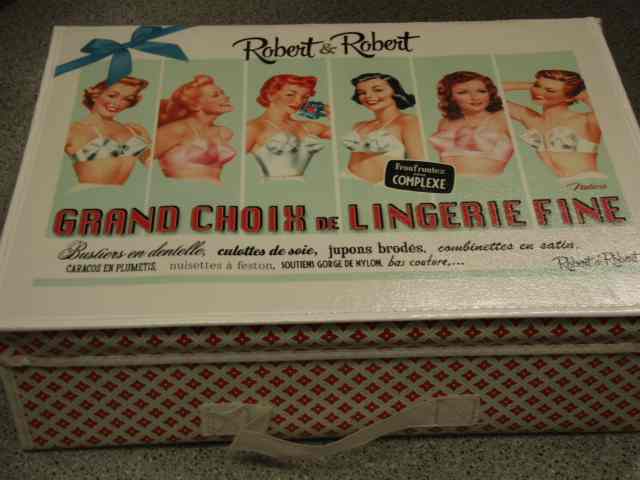 Robert & Robert
Froufroutez
COMPLEXE
GRAND CHOIX DE LINGERIE FINE
Bustiers en dentelle, culottes de soie, jupons brodés, combinettes en satin,
CARACOS EN PLUMETIS, nuisettes à feston, SOUTIENS GORGE DE NYLON, bas couture,...
Robert & Robert